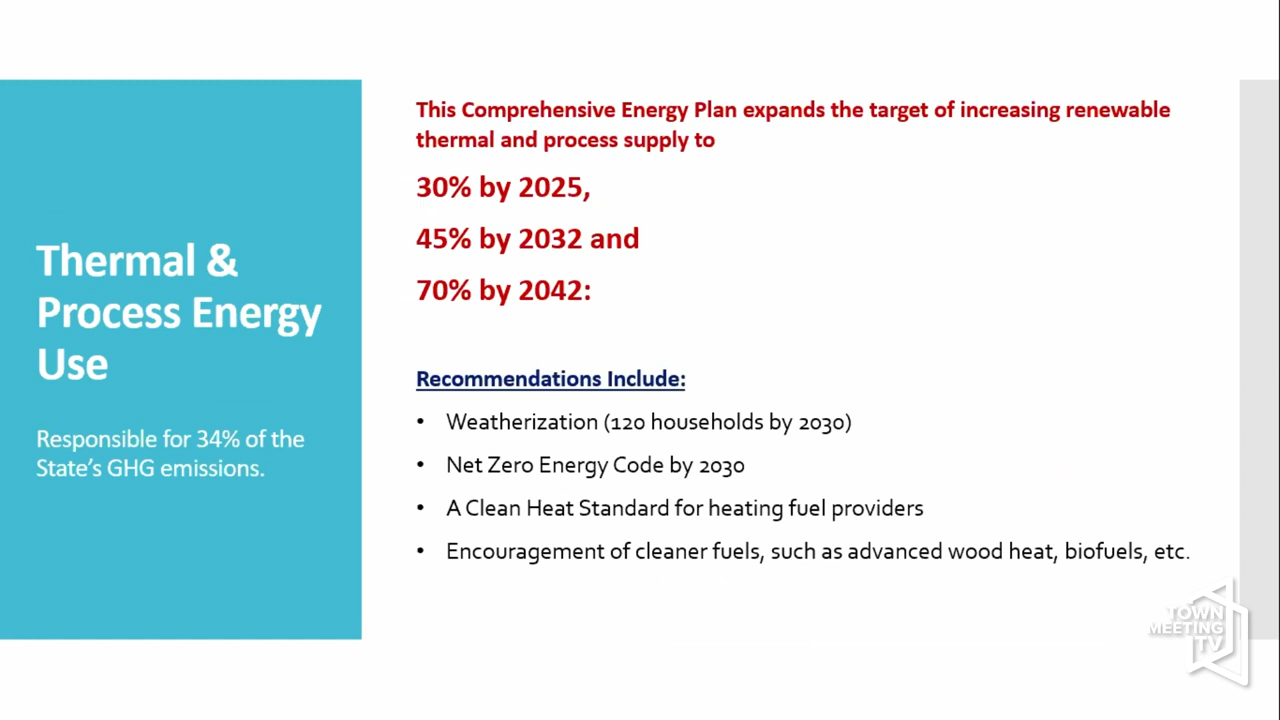 Thermal &
Process Energy
Use
Responsible for 34% of the
State's GHG emissions.
This Comprehensive Energy Plan expands the target of increasing renewable
thermal and process supply to
30% by 2025,
45% by 2032 and
70% by 2042:
Recommendations Include:
• Weatherization (120 households by 2030)
• Net Zero Energy Code by 2030
• A Clean Heat Standard for heating fuel providers
• Encouragement of cleaner fuels, such as advanced wood heat, biofuels, etc.
TOWN
MEETING
TV